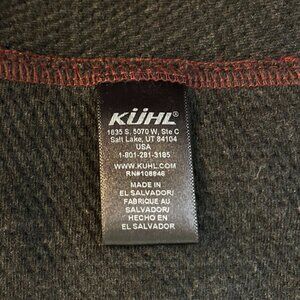 KÜHL®
1635 S. 5070 W, Ste C
Salt Lake, UT 84104
USA
1-801-281-3185
WWW.KUHL.COM
RN#108846
MADE IN
EL SALVADOR/
FABRIQUE AU
SALVADOR/
HECHO EN
EL SALVADOR